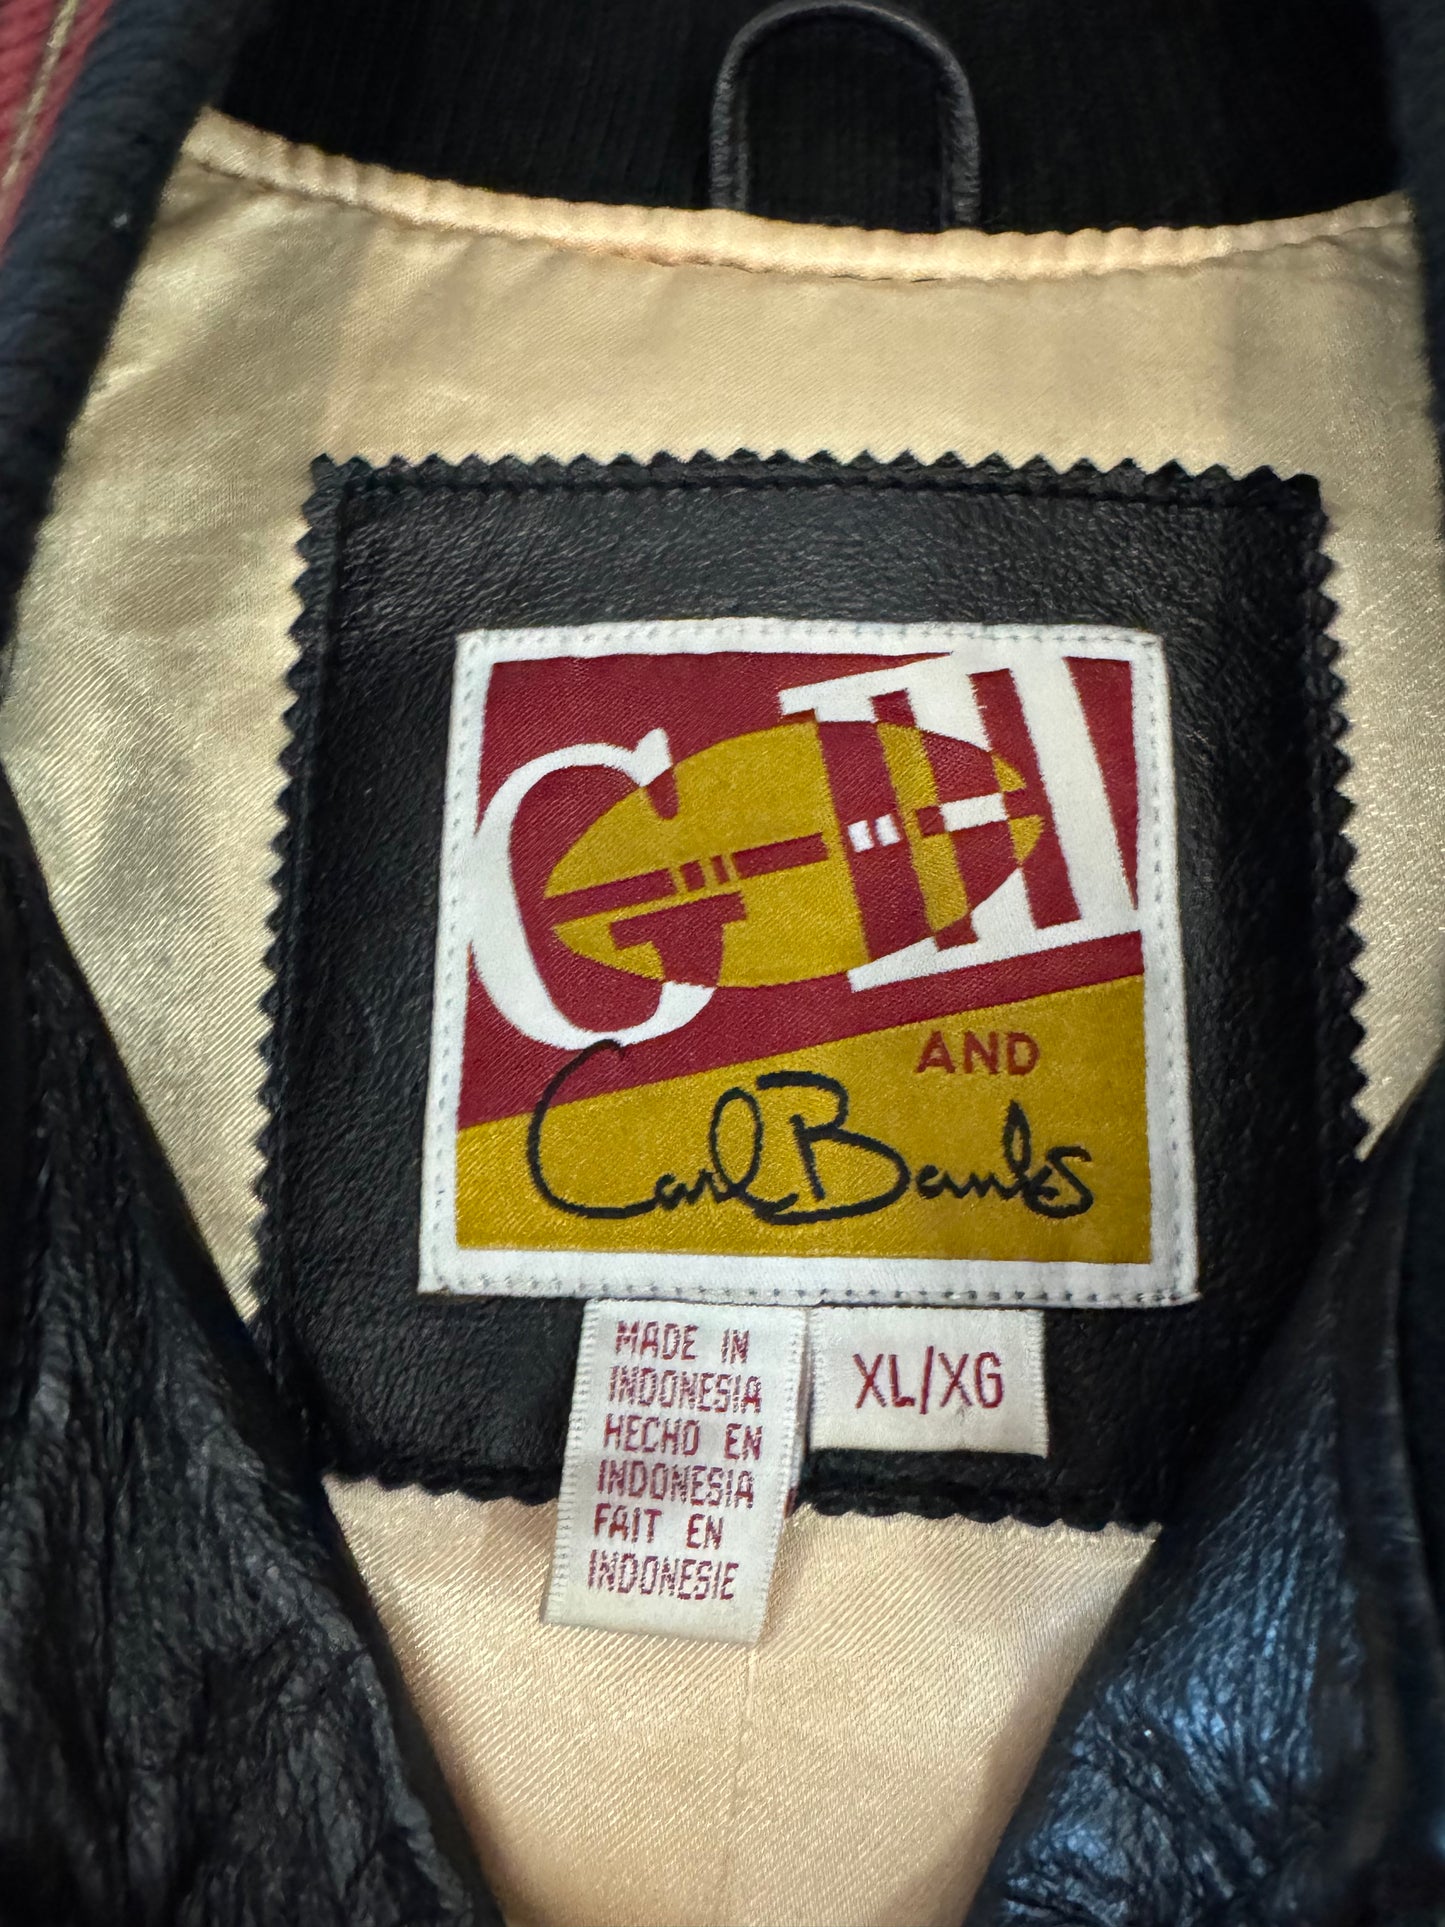 G-III
AND
Carl Banks
MADE IN
INDONESIA
HECHO EN
INDONESIA
FAIT EN
INDONESIE
XL/XG